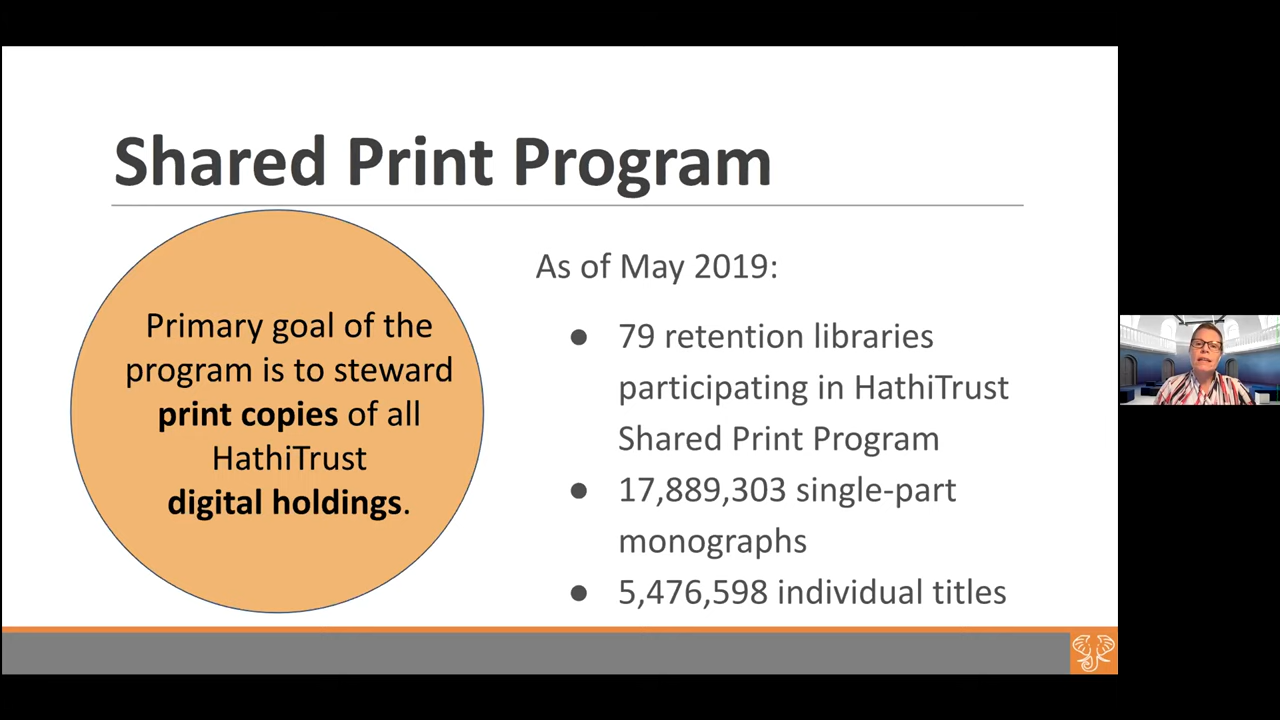 Shared Print Program
Primary goal of the
program is to steward
print copies of all
HathiTrust
digital holdings.
As of May 2019:
● 79 retention libraries
participating in HathiTrust
Shared Print Program
● 17,889,303 single-part
monographs
● 5,476,598 individual titles